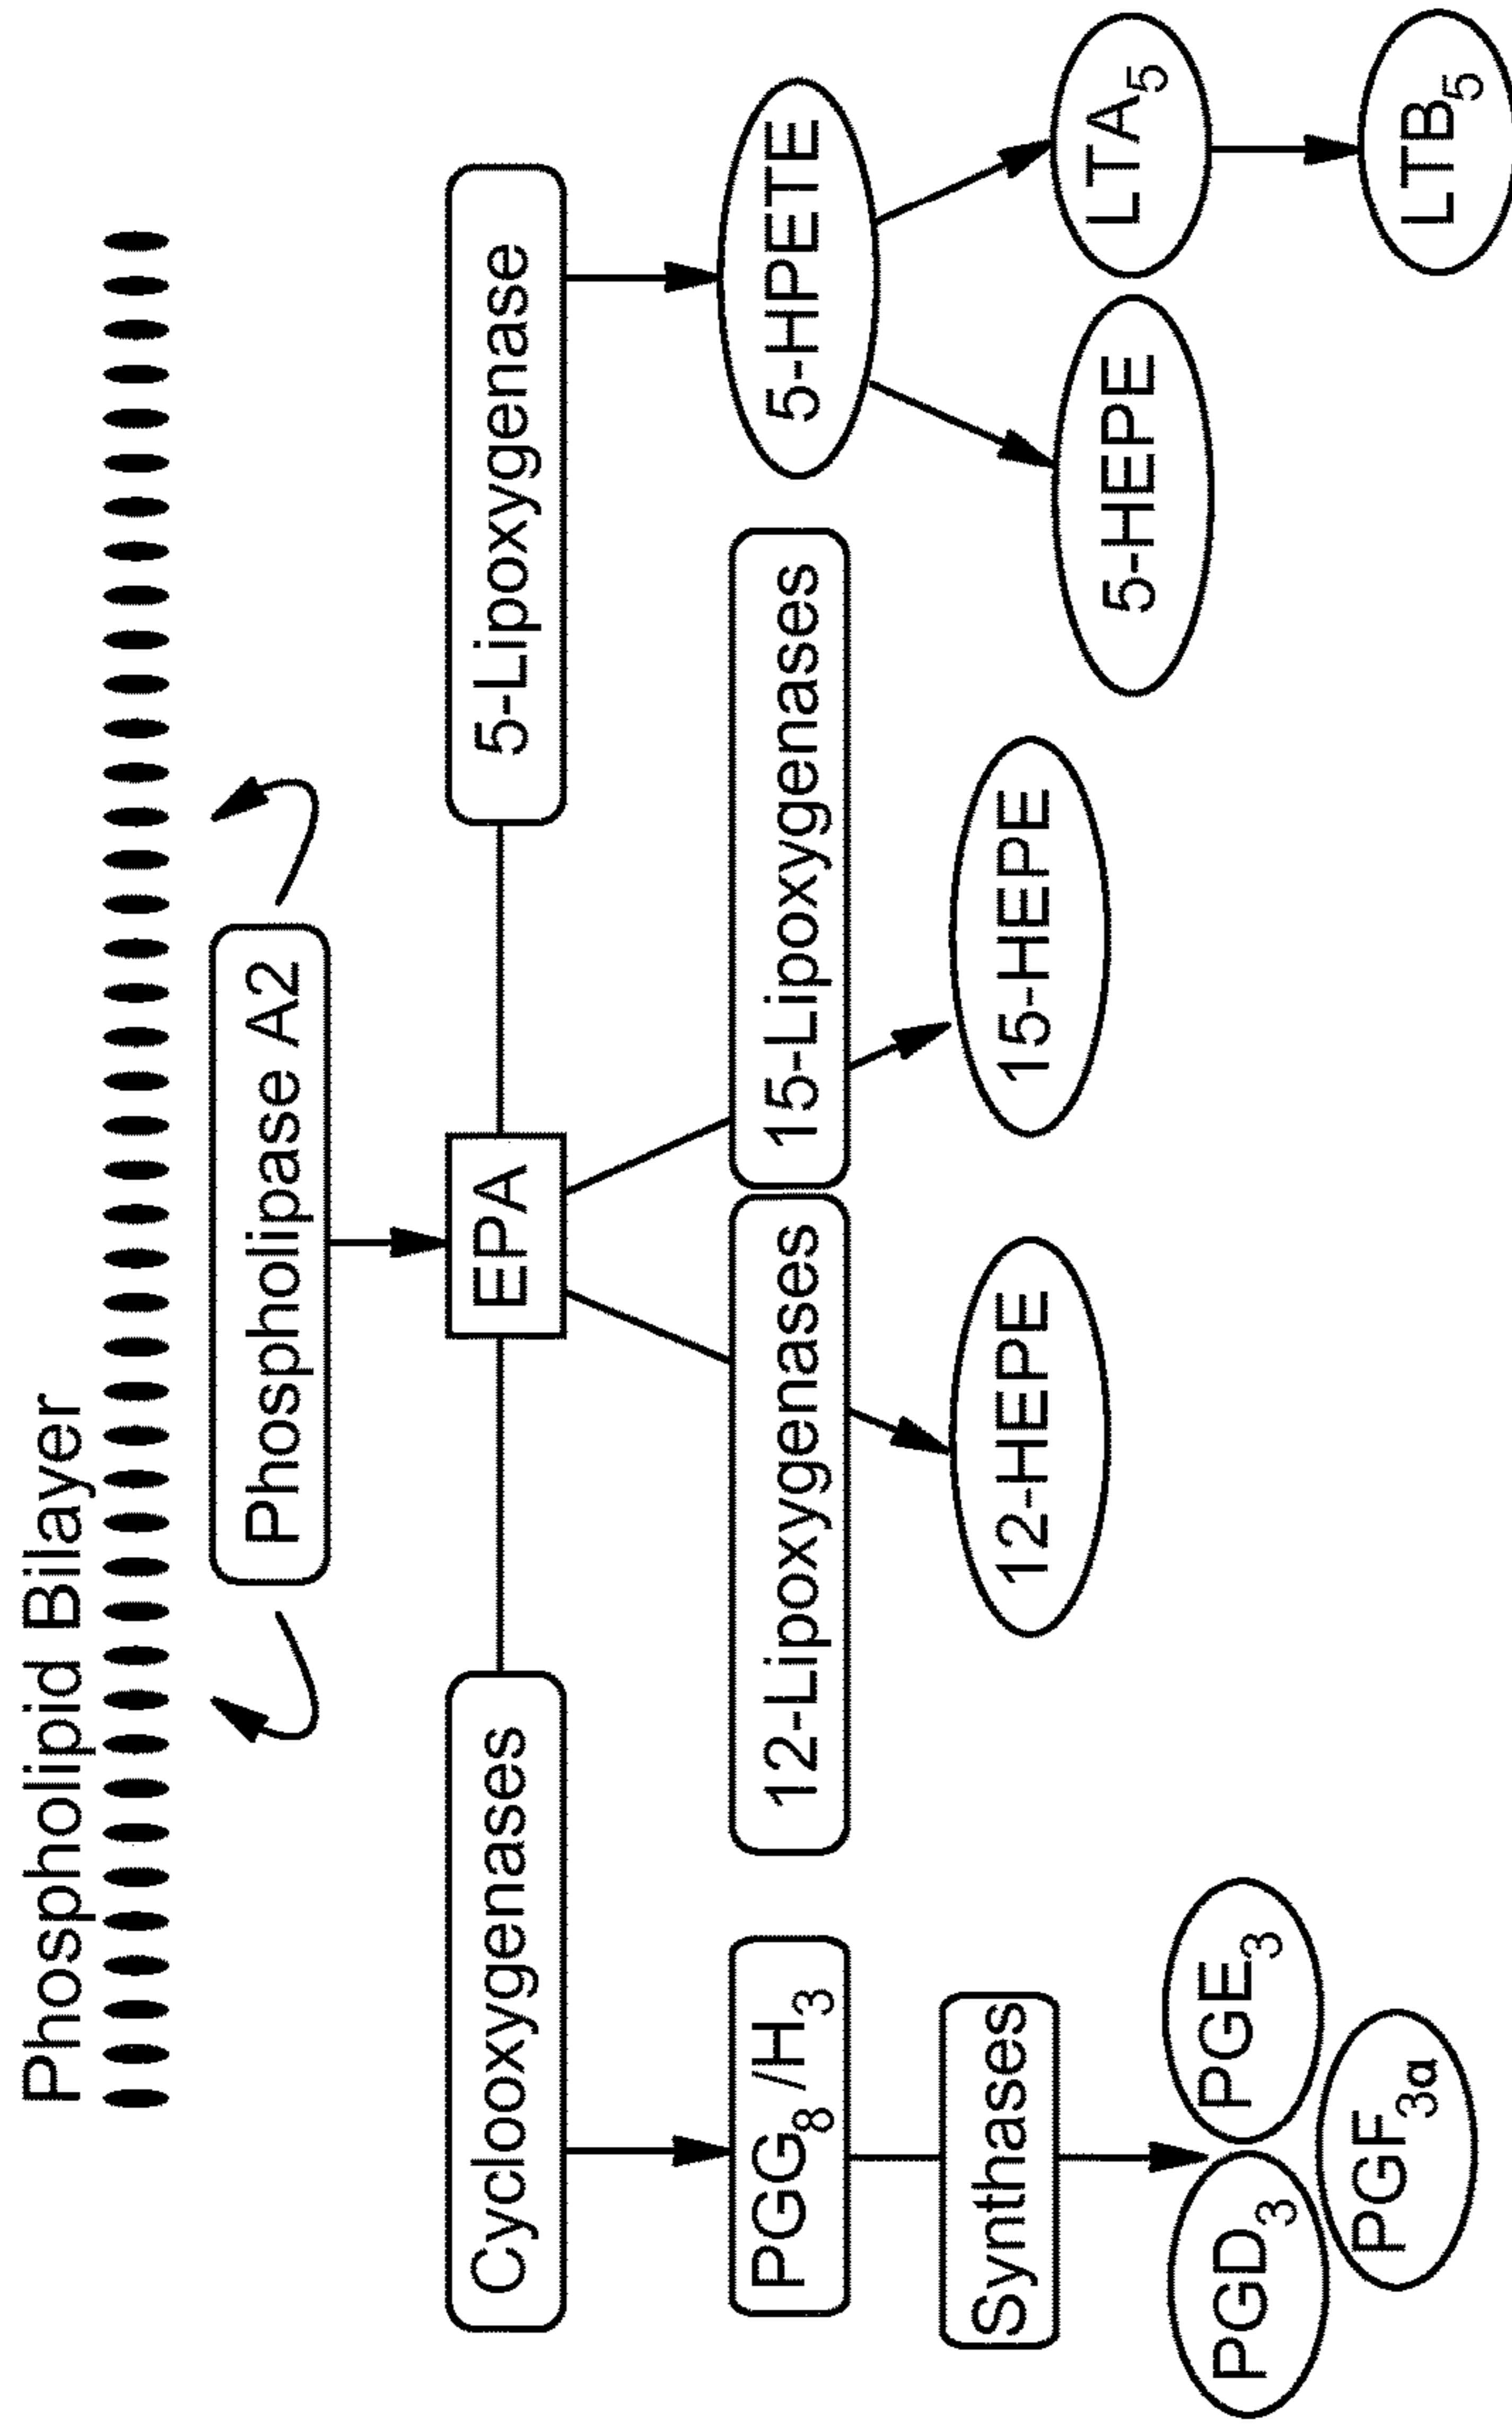 Phospholipid Bilayer
Phospholipase A2
Cyclooxygenases
EPA
5-Lipoxygenase
PGG8/H3
12-Lipoxygenases
15-Lipoxygenases
5-HPETE
Synthases
12-HEPE
15-HEPE
5-HEPE
LTA5
PGD3
PGE3
PGF3α
LTB5